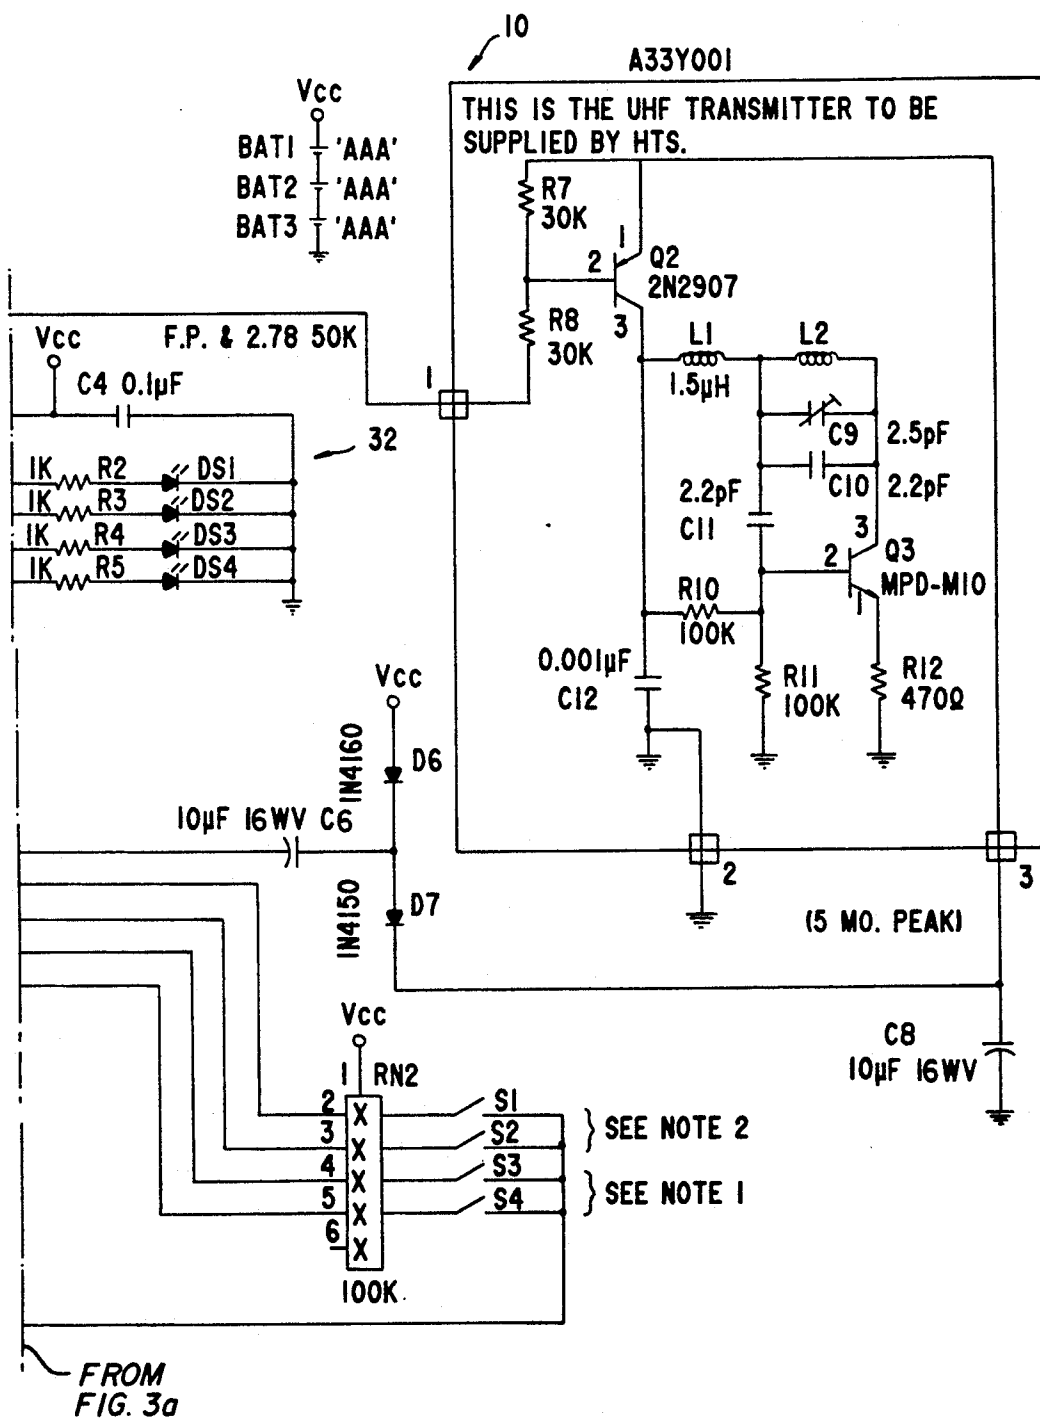 10
A33Y001
Vcc
THIS IS THE UHF TRANSMITTER TO BE
SUPPLIED BY HTS.
BAT1 'AAA'
BAT2 'AAA'
BAT3 'AAA'
R7
30K
1
2
Q2
2N2907
3
F.P. & 2.78 50K
Vcc
R8
30K
L1
1.5µH
L2
1
C4 0.1µF
C9
2.5pF
32
1K R2 DS1
1K R3 DS2
1K R4 DS3
1K R5 DS4
2.2pF
C11
C10
2.2pF
3
Q3
2
MPD-M10
1
R10
100K
0.001µF
C12
R11
100K
R12
470Ω
Vcc
1N4160
D6
10µF 16WV C6
2
3
1N4150
D7
(5 MO. PEAK)
Vcc
C8
10µF 16WV
1 RN2
2 X S1
3 X S2
SEE NOTE 2
4 X S3
5 X S4
SEE NOTE 1
6 X
100K
FROM
FIG. 3a